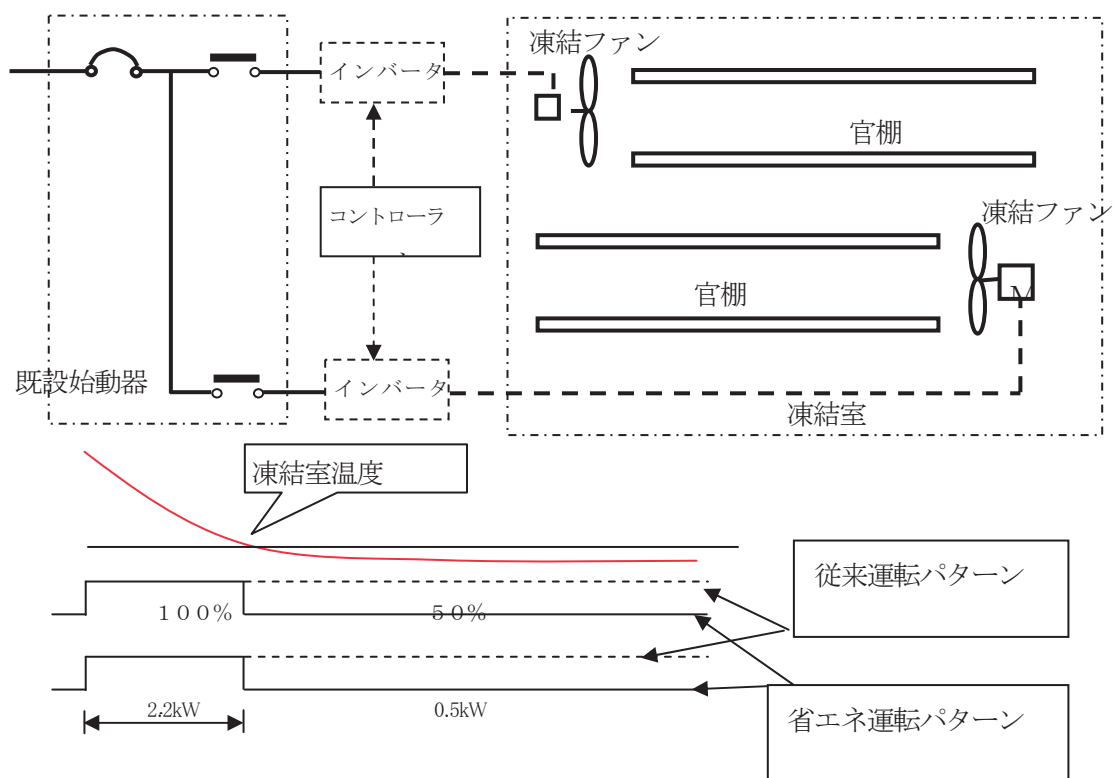 凍結ファン
インバータ
官棚
コントローラ
凍結ファン
官棚
M
既設始動器
インバータ
凍結室
凍結室温度
従来運転パターン
100%
50%
2.2kW
0.5kW
省エネ運転パターン